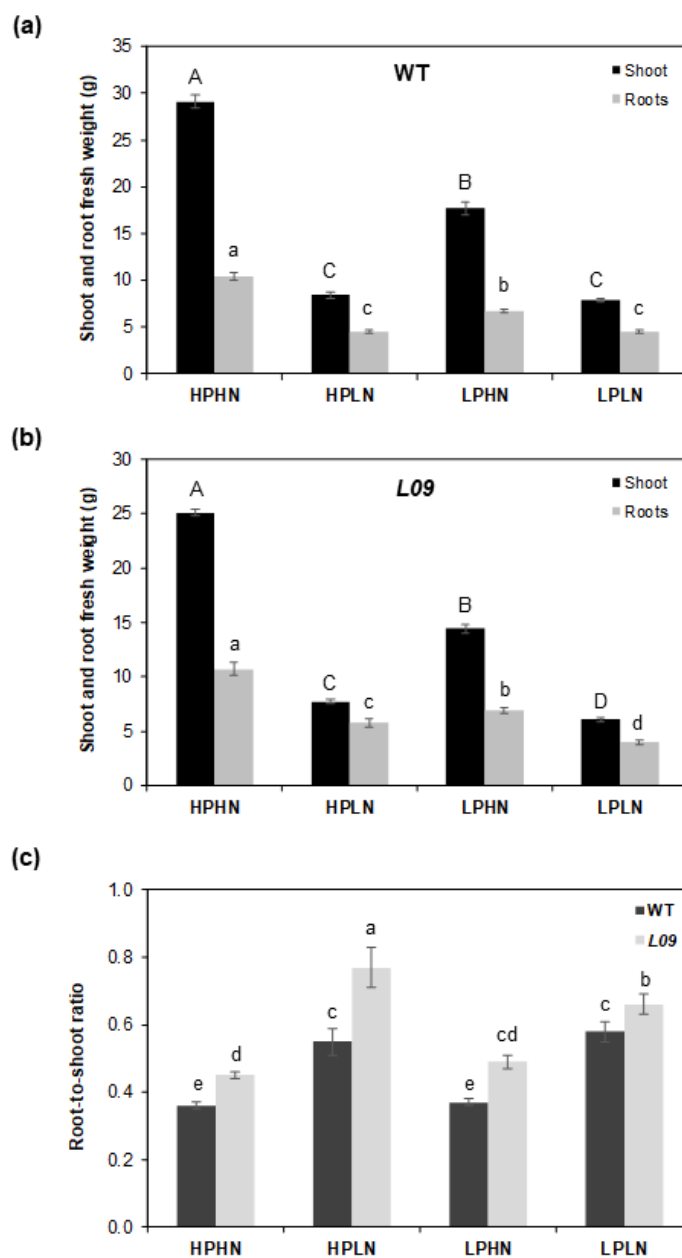 (a)
WT
Shoot
Roots
Shoot and root fresh weight (g)
35
30
25
20
15
10
5
0
A
a
C
c
B
b
C
c
HPHN HPLN LPHN LPLN
(b)
L09
Shoot
Roots
Shoot and root fresh weight (g)
30
25
20
15
10
5
0
A
a
C
c
B
b
D
d
HPHN HPLN LPHN LPLN
(c)
WT
L09
Root-to-shoot ratio
1.0
0.8
0.6
0.4
0.2
0.0
e
d
c
a
e
cd
c
b
HPHN HPLN LPHN LPLN